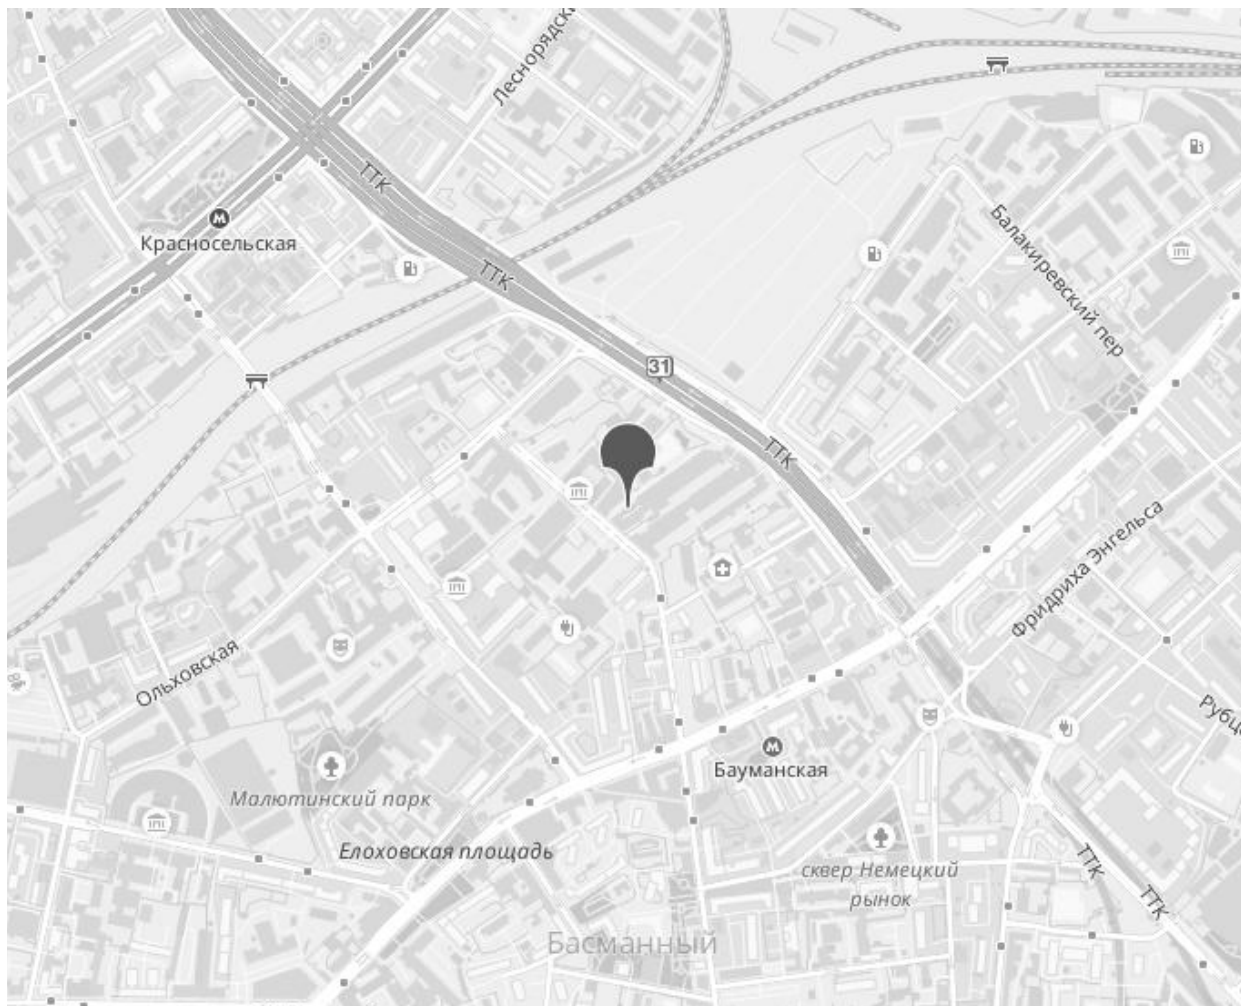 Леснорядск
ТТК
М
Красносельская
ТТК
Балакиревский пер
31
ТТК
Фридриха Энгельса
Ольховская
Рубц
М
Бауманская
Малютинский парк
Елоховская площадь
сквер Немецкий
рынок
ТТК
ТТК
Басманный